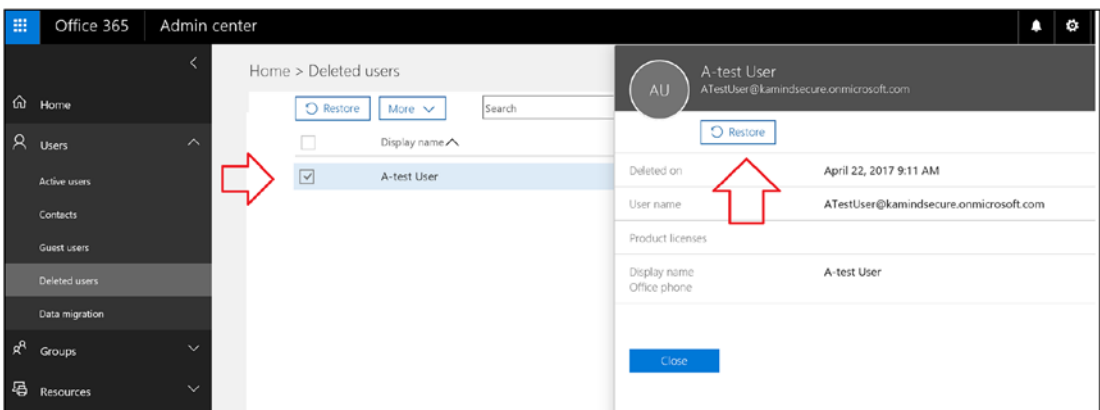 Office 365 Admin center
Home
Users
Active users
Contacts
Guest users
Deleted users
Data migration
Groups
Resources
Home > Deleted users
Restore More Search
Display name
A-test User
AU
A-test User
ATestUser@kamindsecure.onmicrosoft.com
Restore
Deleted on April 22, 2017 9:11 AM
User name ATestUser@kamindsecure.onmicrosoft.com
Product licenses
Display name A-test User
Office phone
Close